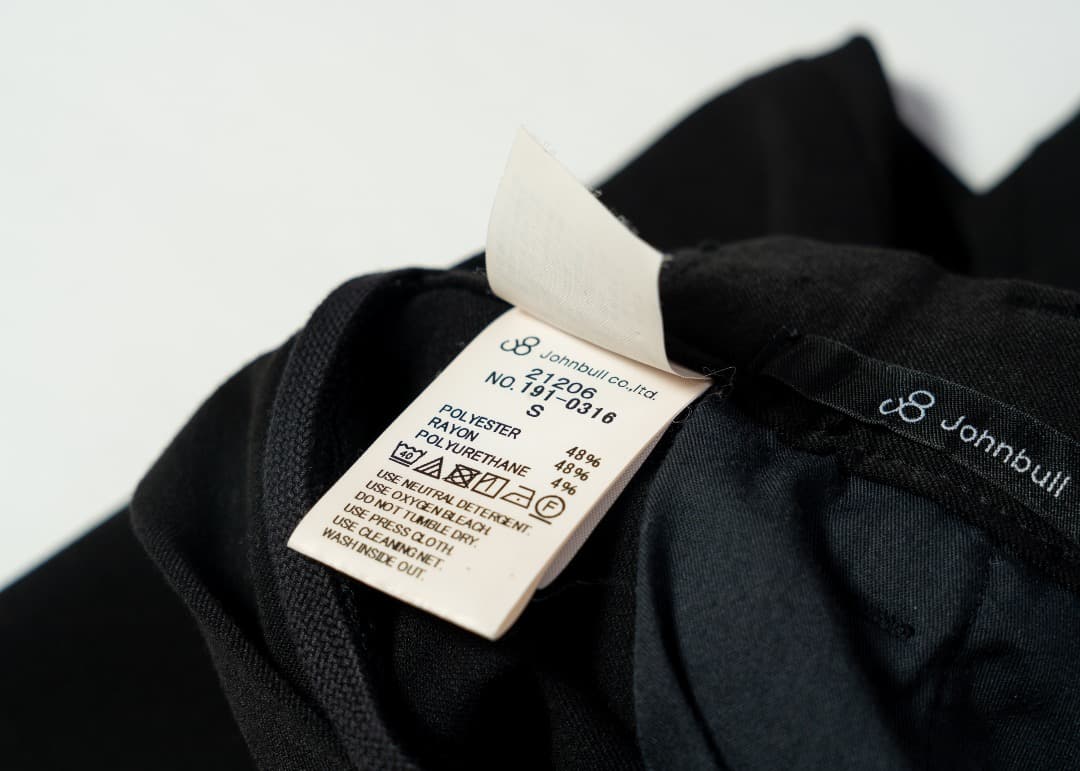 Johnbull co.,ltd.
21206
NO. 191-0316
S
POLYESTER 48%
RAYON 48%
POLYURETHANE 4%
40 F
USE NEUTRAL DETERGENT.
USE OXYGEN BLEACH.
DO NOT TUMBLE DRY.
USE PRESS CLOTH.
USE CLEANING NET.
WASH INSIDE OUT.
Johnbull